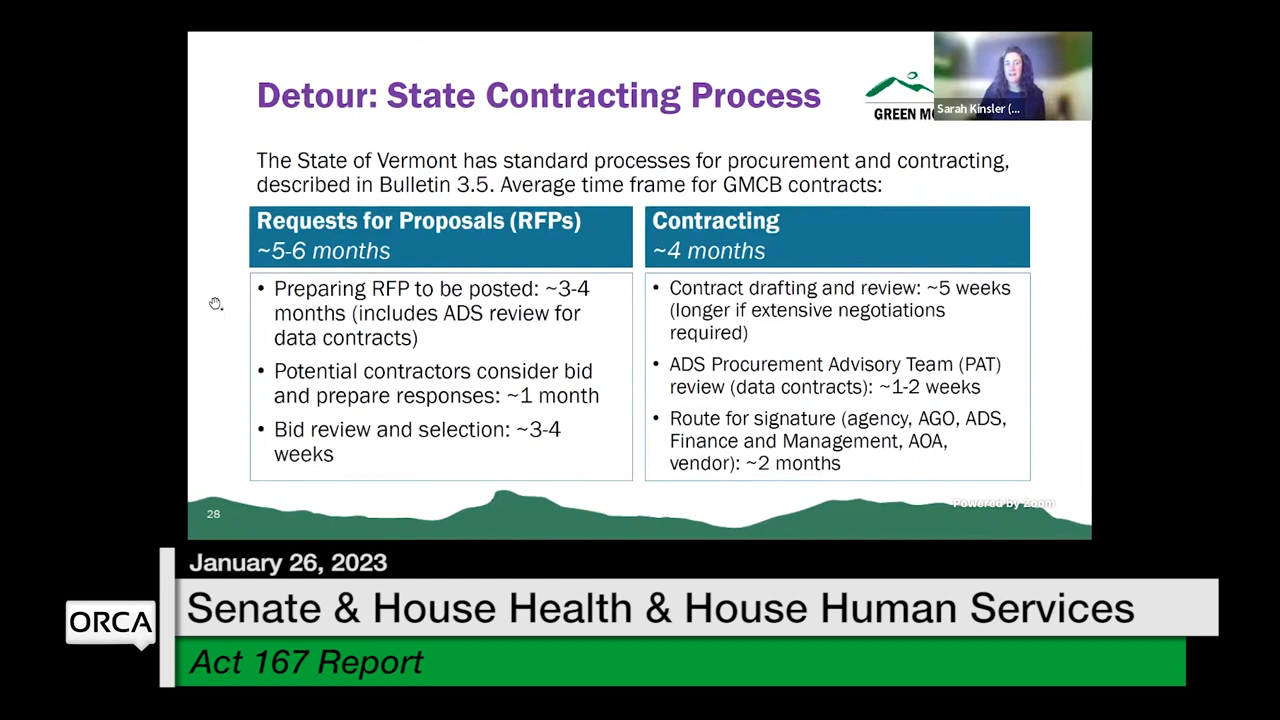 Detour: State Contracting Process
GREEN
Sarah Kinsler (...
The State of Vermont has standard processes for procurement and contracting,
described in Bulletin 3.5. Average time frame for GMCB contracts:
Requests for Proposals (RFPs)
~5-6 months
• Preparing RFP to be posted: ~3-4
months (includes ADS review for
data contracts)
• Potential contractors consider bid
and prepare responses: ~1 month
• Bid review and selection: ~3-4
weeks
Contracting
~4 months
• Contract drafting and review: ~5 weeks
(longer if extensive negotiations
required)
• ADS Procurement Advisory Team (PAT)
review (data contracts): ~1-2 weeks
• Route for signature (agency, AGO, ADS,
Finance and Management, AOA,
vendor): ~2 months
28
Powered by Zoom
January 26, 2023
ORCA
Senate & House Health & House Human Services
Act 167 Report